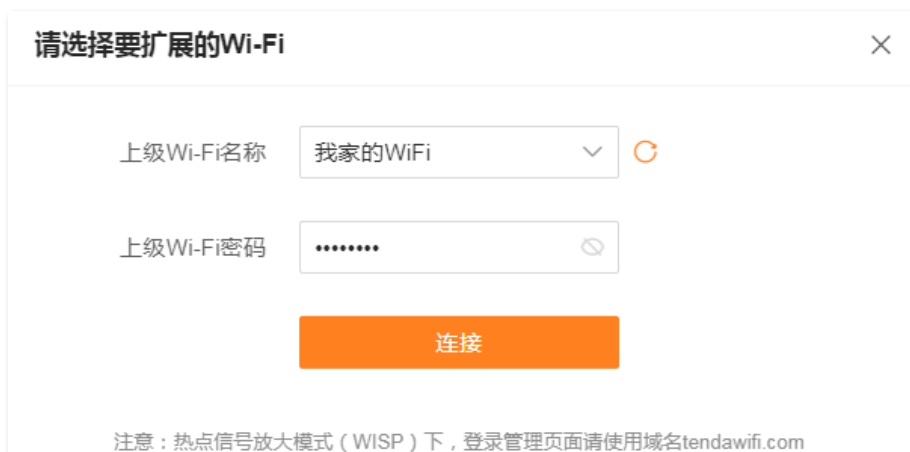 请选择要扩展的Wi-Fi
上级Wi-Fi名称 我家的WiFi
上级Wi-Fi密码 ••••••••
连接
注意：热点信号放大模式（WISP）下，登录管理页面请使用域名tendawifi.com